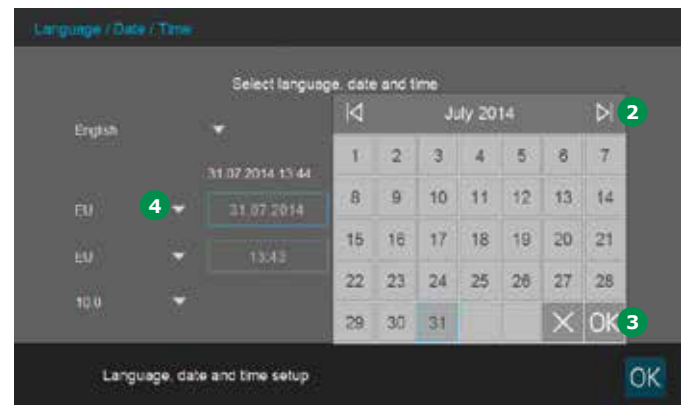 Language / Date / Time
Select language, date and time
English
31.07.2014 13:44
EU
4
31.07.2014
EU
13:43
10.0
July 2014
2
1 2 3 4 5 6 7
8 9 10 11 12 13 14
15 16 17 18 19 20 21
22 23 24 25 26 27 28
29 30 31 OK 3
Language, date and time setup
OK